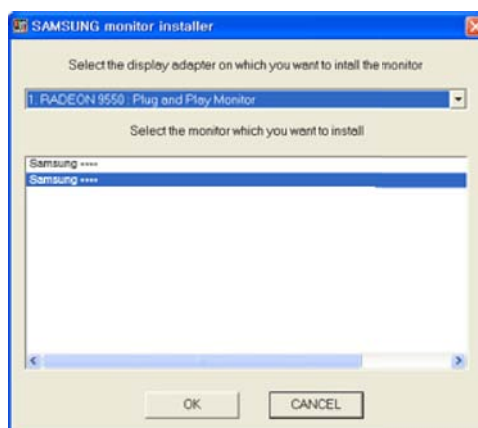 SAMSUNG monitor installer
Select the display adapter on which you want to intall the monitor
1. RADEON 9550 : Plug and Play Monitor
Select the monitor which you want to install
Samsung ****
Samsung ****
OK
CANCEL